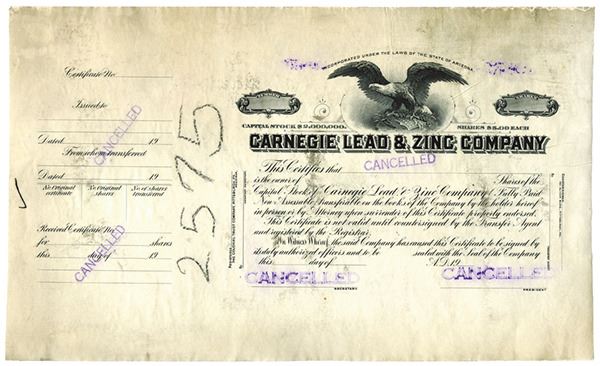 Certificate No.
Issued to
Dated 19
From whom transferred
Dated 19
No. original certificate No. original shares No. of shares transferred
Received Certificate No.
for shares
this day of 19
CANCELLED
CANCELLED
2575
INCORPORATED UNDER THE LAWS OF THE STATE OF ARIZONA
NUMBER
SHARES
CAPITAL STOCK $2,000,000. SHARES $5.00 EACH
CARNEGIE LEAD & ZINC COMPANY
CANCELLED
This Certifies that
is the owner of Shares of the
Capital Stock of Carnegie Lead & Zinc Company Fully Paid
Non-Assessable, transferable on the books of the Company by the holder hereof
in person or by Attorney upon surrender of this Certificate properly endorsed.
This Certificate is not valid until countersigned by the Transfer Agent
and registered by the Registrar.
In Witness Whereof, the said Company has caused this Certificate to be signed by
its duly authorized officers and to be sealed with the Seal of the Company
this day of A.D. 19
CANCELLED
CANCELLED
SECRETARY
PRESIDENT